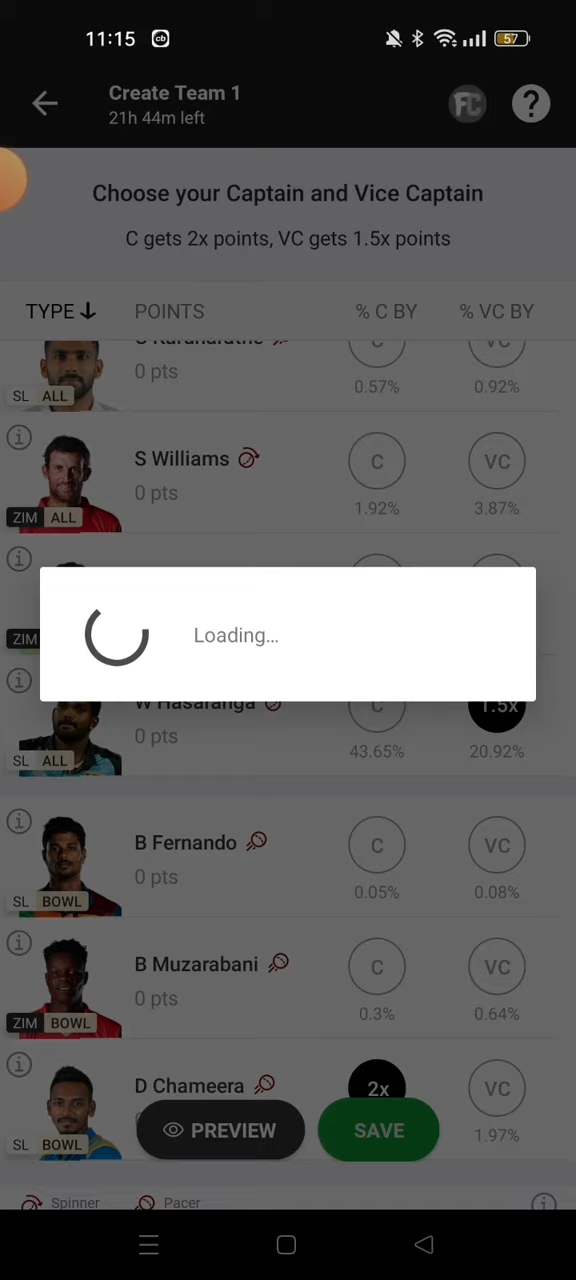 11:15 cb 57
Create Team 1
21h 44m left
FC ?
Choose your Captain and Vice Captain
C gets 2x points, VC gets 1.5x points
TYPE POINTS % C BY % VC BY
C VC
0 pts
SL ALL 0.57% 0.92%
S Williams C VC
0 pts
ZIM ALL 1.92% 3.87%
ZIM
Loading...
W Hasaranga C 1.5x
0 pts
SL ALL 43.65% 20.92%
B Fernando C VC
0 pts
SL BOWL 0.05% 0.08%
B Muzarabani C VC
0 pts
ZIM BOWL 0.3% 0.64%
D Chameera 2x VC
SL BOWL PREVIEW SAVE 1.97%
Spinner Pacer